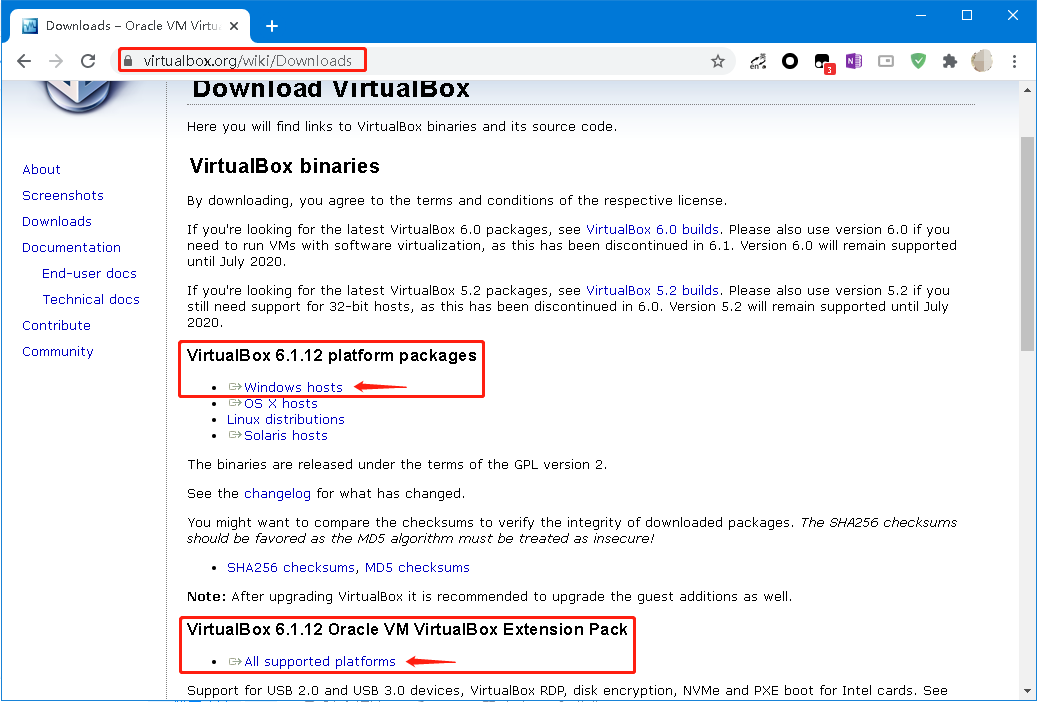 Downloads – Oracle VM Virtu
virtualbox.org/wiki/Downloads
en
3
N
Download VirtualBox
Here you will find links to VirtualBox binaries and its source code.
About
Screenshots
Downloads
Documentation
End-user docs
Technical docs
Contribute
Community
VirtualBox binaries
By downloading, you agree to the terms and conditions of the respective license.
If you're looking for the latest VirtualBox 6.0 packages, see VirtualBox 6.0 builds. Please also use version 6.0 if you
need to run VMs with software virtualization, as this has been discontinued in 6.1. Version 6.0 will remain supported
until July 2020.
If you're looking for the latest VirtualBox 5.2 packages, see VirtualBox 5.2 builds. Please also use version 5.2 if you
still need support for 32-bit hosts, as this has been discontinued in 6.0. Version 5.2 will remain supported until July
2020.
VirtualBox 6.1.12 platform packages
Windows hosts
OS X hosts
Linux distributions
Solaris hosts
The binaries are released under the terms of the GPL version 2.
See the changelog for what has changed.
You might want to compare the checksums to verify the integrity of downloaded packages. The SHA256 checksums
should be favored as the MD5 algorithm must be treated as insecure!
SHA256 checksums, MD5 checksums
Note: After upgrading VirtualBox it is recommended to upgrade the guest additions as well.
VirtualBox 6.1.12 Oracle VM VirtualBox Extension Pack
All supported platforms
Support for USB 2.0 and USB 3.0 devices, VirtualBox RDP, disk encryption, NVMe and PXE boot for Intel cards. See